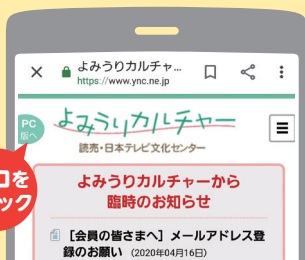 よみうりカルチャ...
https://www.ync.ne.jp
PC
版へ
よみうりカルチャー
読売・日本テレビ文化センター
よみうりカルチャーから
臨時のお知らせ
【会員の皆さまへ】メールアドレス登
録のお願い（2020年04月16日）